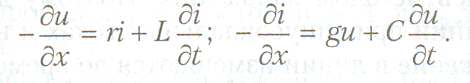 −∂u/∂x = ri + L ∂i/∂t; −∂i/∂x = gu + C ∂u/∂t.